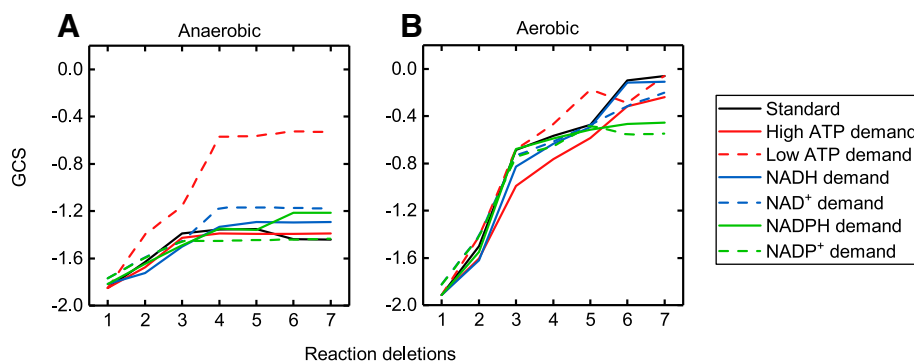 A
Anaerobic
B
Aerobic
GCS
0.0
-0.4
-0.8
-1.2
-1.6
-2.0
1 2 3 4 5 6 7
0.0
-0.4
-0.8
-1.2
-1.6
-2.0
1 2 3 4 5 6 7
Reaction deletions
Standard
High ATP demand
Low ATP demand
NADH demand
NAD⁺ demand
NADPH demand
NADP⁺ demand